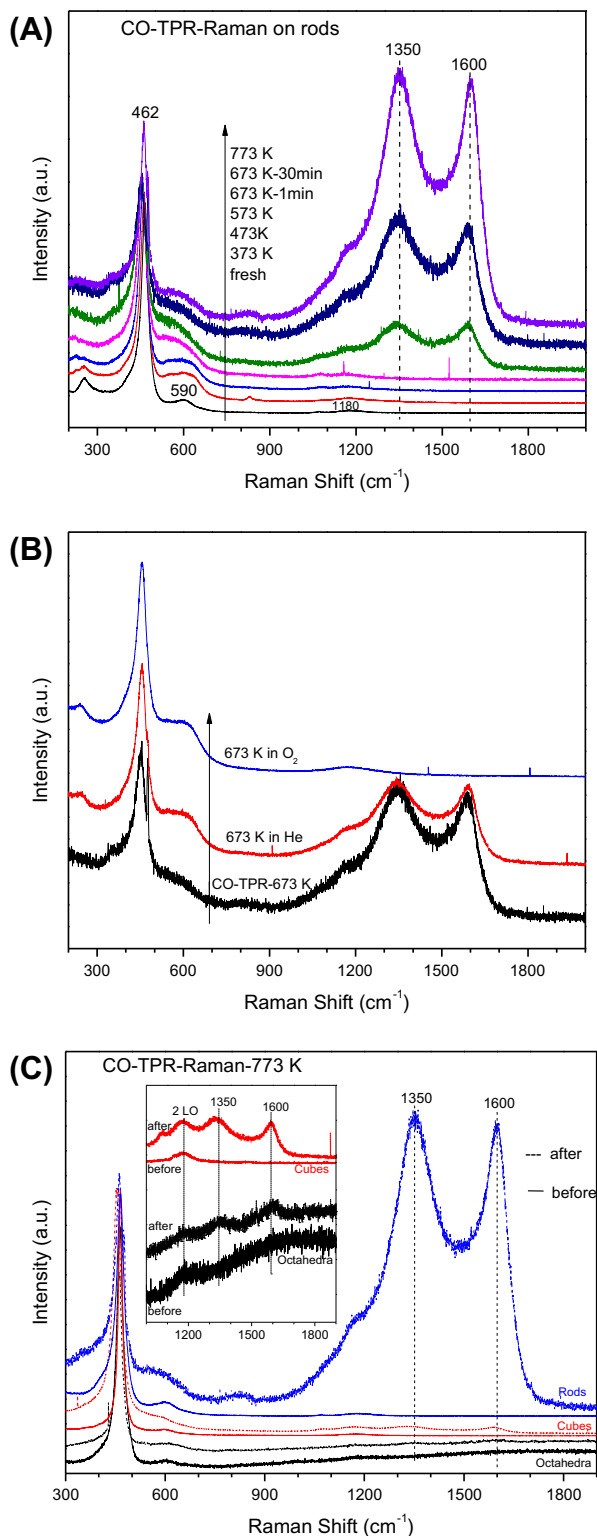 (A)
CO-TPR-Raman on rods
1350
1600
462
773 K
673 K-30min
673 K-1min
573 K
473K
373 K
fresh
590
1180
Intensity (a.u.)
300 600 900 1200 1500 1800
Raman Shift (cm⁻¹)
(B)
673 K in O₂
673 K in He
CO-TPR-673 K
Intensity (a.u.)
300 600 900 1200 1500 1800
Raman Shift (cm⁻¹)
(C)
CO-TPR-Raman-773 K
2 LO 1350 1600
after
before
Cubes
after
Octahedra
before
1200 1400 1600 1800
1350
1600
--- after
— before
Rods
Cubes
Octahedra
Intensity (a.u.)
300 600 900 1200 1500 1800
Raman Shift (cm⁻¹)